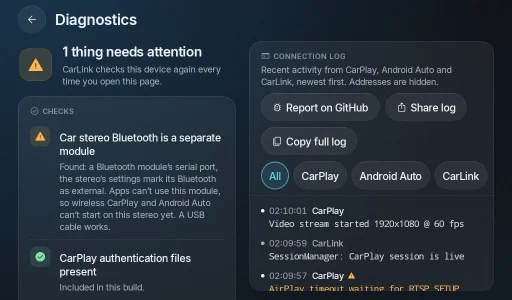 Diagnostics
1 thing needs attention
CarLink checks this device again every
time you open this page.
CHECKS
Car stereo Bluetooth is a separate
module
Found: a Bluetooth module's serial port,
the stereo's settings mark its Bluetooth
as external. Apps can't use this module,
so wireless CarPlay and Android Auto
can't start on this stereo yet. A USB
cable works.
CarPlay authentication files
present
Included in this build.
CONNECTION LOG
Recent activity from CarPlay, Android Auto and
CarLink, newest first. Addresses are hidden.
Report on GitHub
Share log
Copy full log
All
CarPlay
Android Auto
CarLink
02:10:01 CarPlay
Video stream started 1920x1080 @ 60 fps
02:09:59 CarLink
SessionManager: CarPlay session is live
02:09:57 CarPlay
AirPlay timeout waiting for RTSP SETUP